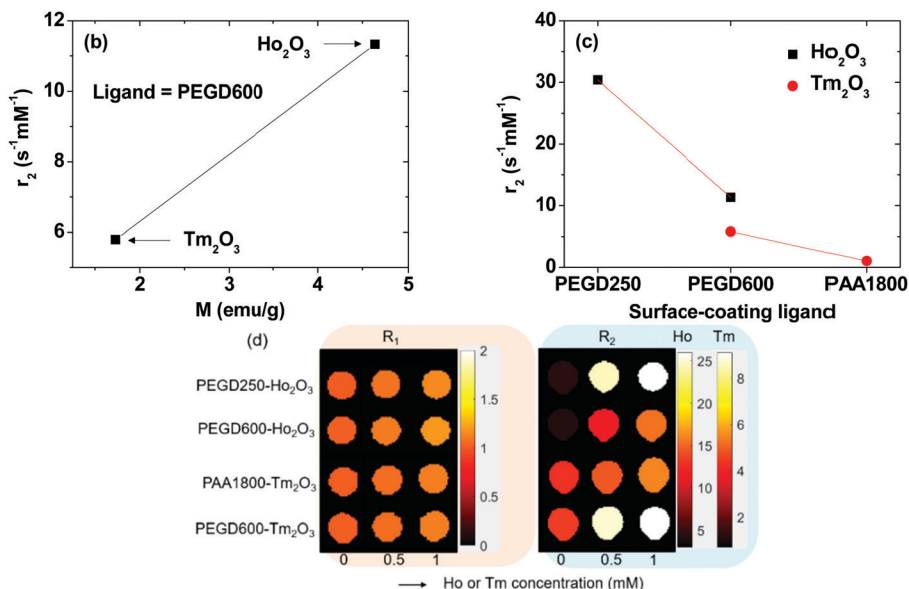 (b)
12
10
8
6
r₂ (s⁻¹mM⁻¹)
Ho₂O₃
Ligand = PEGD600
Tm₂O₃
2 3 4 5
M (emu/g)
(c)
40
30
20
10
0
r₂ (s⁻¹mM⁻¹)
Ho₂O₃
Tm₂O₃
PEGD250 PEGD600 PAA1800
Surface-coating ligand
(d)
R₁
R₂ Ho Tm
PEGD250-Ho₂O₃
PEGD600-Ho₂O₃
PAA1800-Tm₂O₃
PEGD600-Tm₂O₃
2
1.5
1
0.5
0
25
20
15
10
5
8
6
4
2
0 0.5 1
0 0.5 1
Ho or Tm concentration (mM)